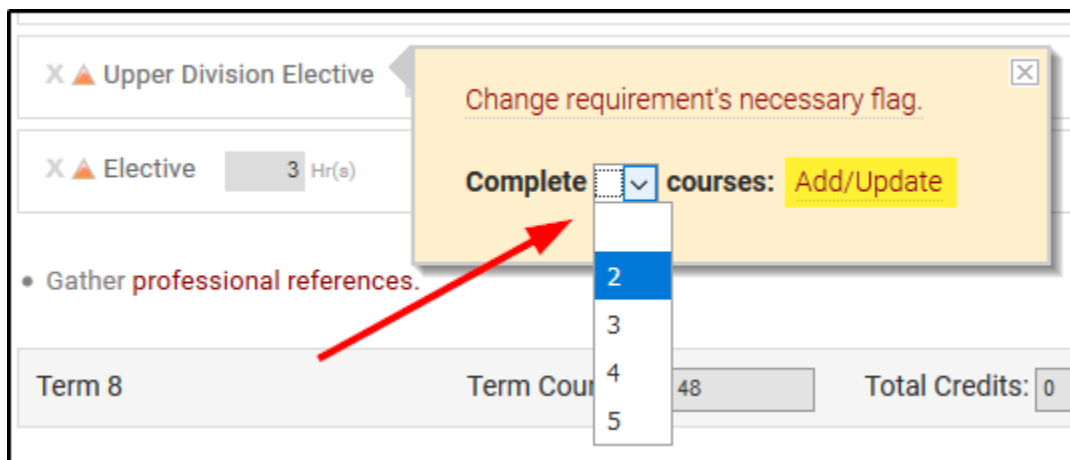 X Upper Division Elective
Change requirement's necessary flag.
Complete courses: Add/Update
X Elective 3 Hr(s)
2
3
4
5
• Gather professional references.
Term 8 Term Cour 48 Total Credits: 0